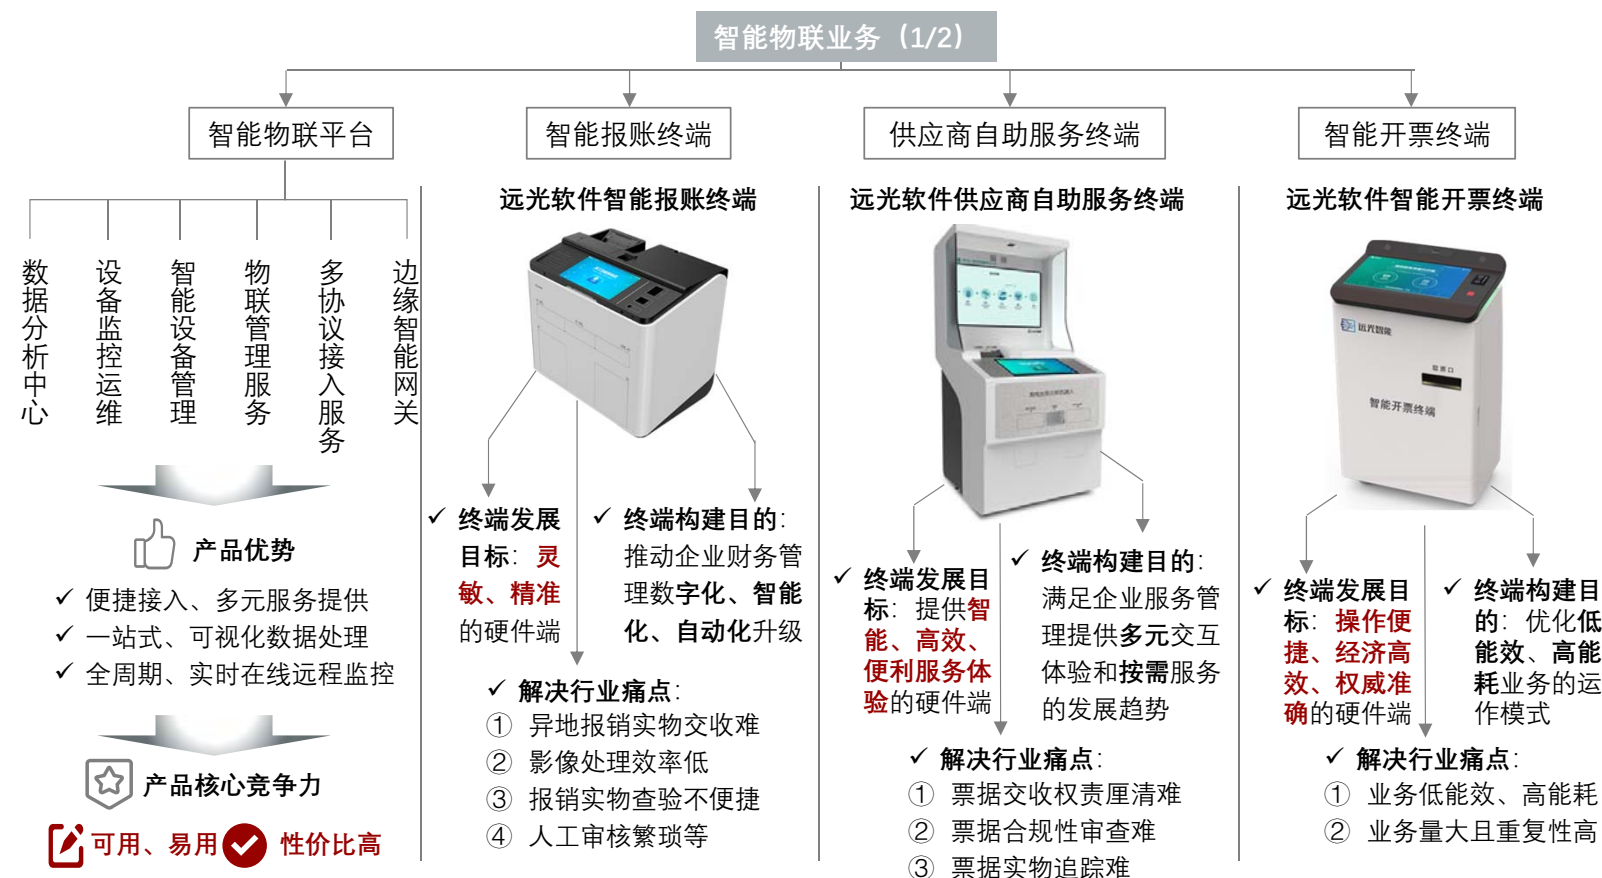 智能物联业务（1/2）
智能物联平台
数据分析中心
设备监控运维
智能设备管理
物联管理服务
多协议接入服务
边缘智能网关
产品优势
✓ 便捷接入、多元服务提供
✓ 一站式、可视化数据处理
✓ 全周期、实时在线远程监控
产品核心竞争力
可用、易用
性价比高
智能报账终端
远光软件智能报账终端
✓ 终端发展
目标：灵
敏、精准
的硬件端
✓ 终端构建目的：
推动企业财务管
理数字化、智能
化、自动化升级
✓ 解决行业痛点：
① 异地报销实物交收难
② 影像处理效率低
③ 报销实物查验不便捷
④ 人工审核繁琐等
供应商自助服务终端
远光软件供应商自助服务终端
✓ 终端发展目
标：提供智
能、高效、
便利服务体
验的硬件端
✓ 终端构建目的：
满足企业服务管
理提供多元交互
体验和按需服务
的发展趋势
✓ 解决行业痛点：
① 票据交收权责厘清难
② 票据合规性审查难
③ 票据实物追踪难
智能开票终端
远光软件智能开票终端
远光智能
取票口
智能开票终端
✓ 终端发展目
标：操作便
捷、经济高
效、权威准
确的硬件端
✓ 终端构建目
的：优化低
能效、高能
耗业务的运
作模式
✓ 解决行业痛点：
① 业务低能效、高能耗
② 业务量大且重复性高